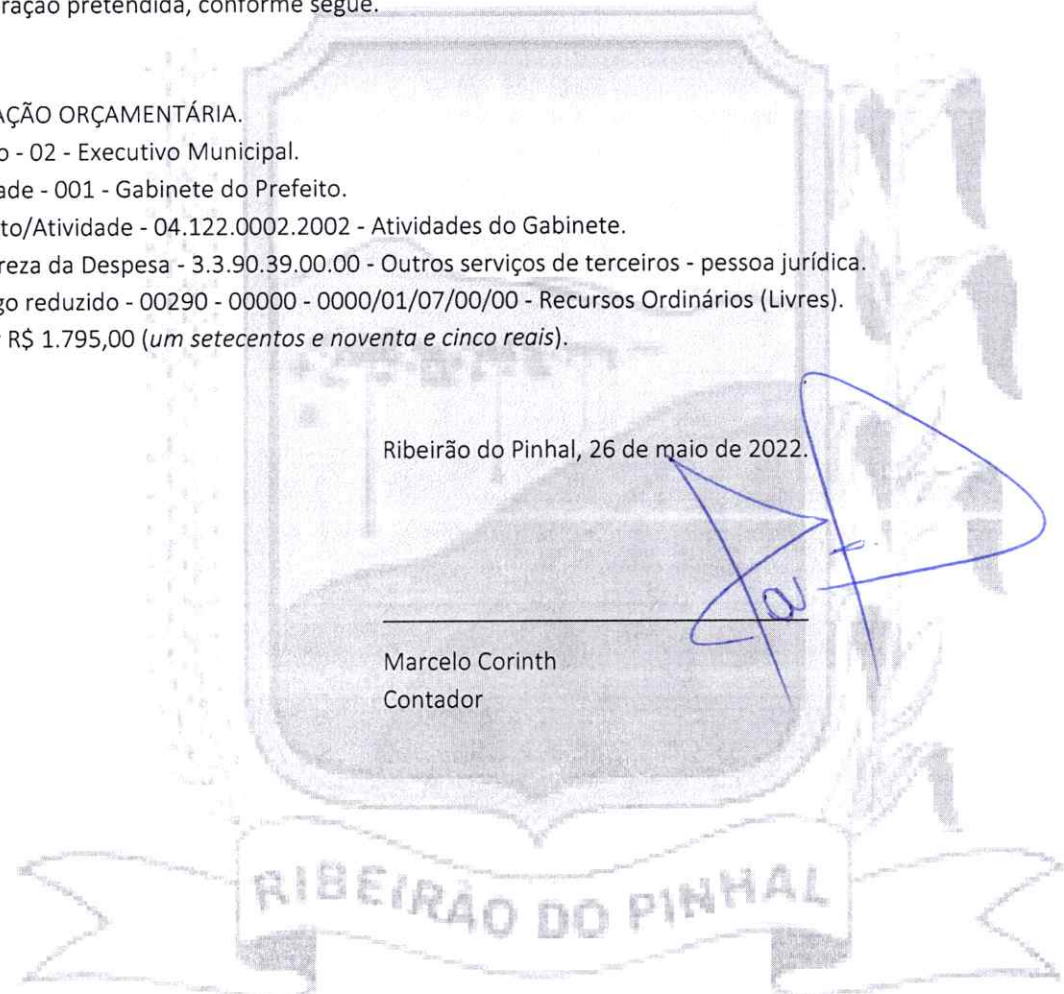 ração pretendida, conforme segue.
AÇÃO ORÇAMENTÁRIA.
o - 02 - Executivo Municipal.
ade - 001 - Gabinete do Prefeito.
to/Atividade - 04.122.0002.2002 - Atividades do Gabinete.
reza da Despesa - 3.3.90.39.00.00 - Outros serviços de terceiros - pessoa jurídica.
go reduzido - 00290 - 00000 - 0000/01/07/00/00 - Recursos Ordinários (Livres).
R$ 1.795,00 (um setecentos e noventa e cinco reais).
Ribeirão do Pinhal, 26 de maio de 2022.
Marcelo Corinth
Contador
RIBEIRÃO DO PINHAL